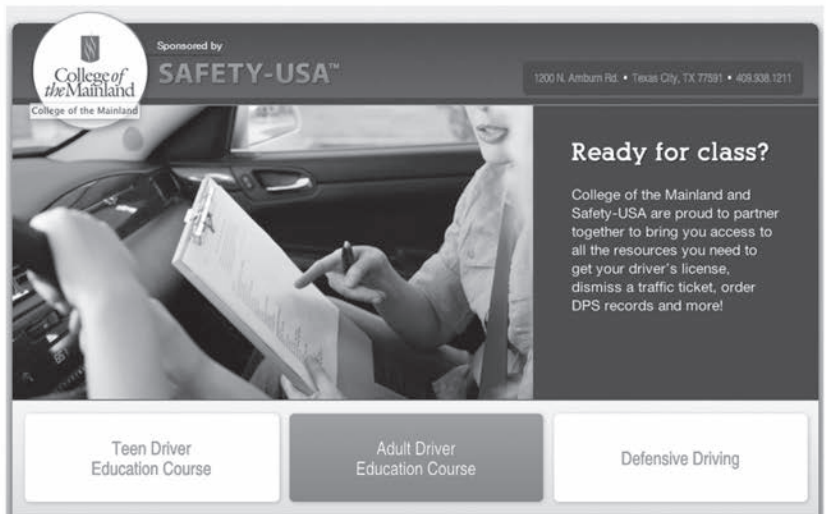 Sponsored by
SAFETY-USA™
College of
the Mainland
College of the Mainland
1200 N. Amburn Rd. • Texas City, TX 77591 • 409.938.1211
Ready for class?
College of the Mainland and
Safety-USA are proud to partner
together to bring you access to
all the resources you need to
get your driver's license,
dismiss a traffic ticket, order
DPS records and more!
Teen Driver
Education Course
Adult Driver
Education Course
Defensive Driving